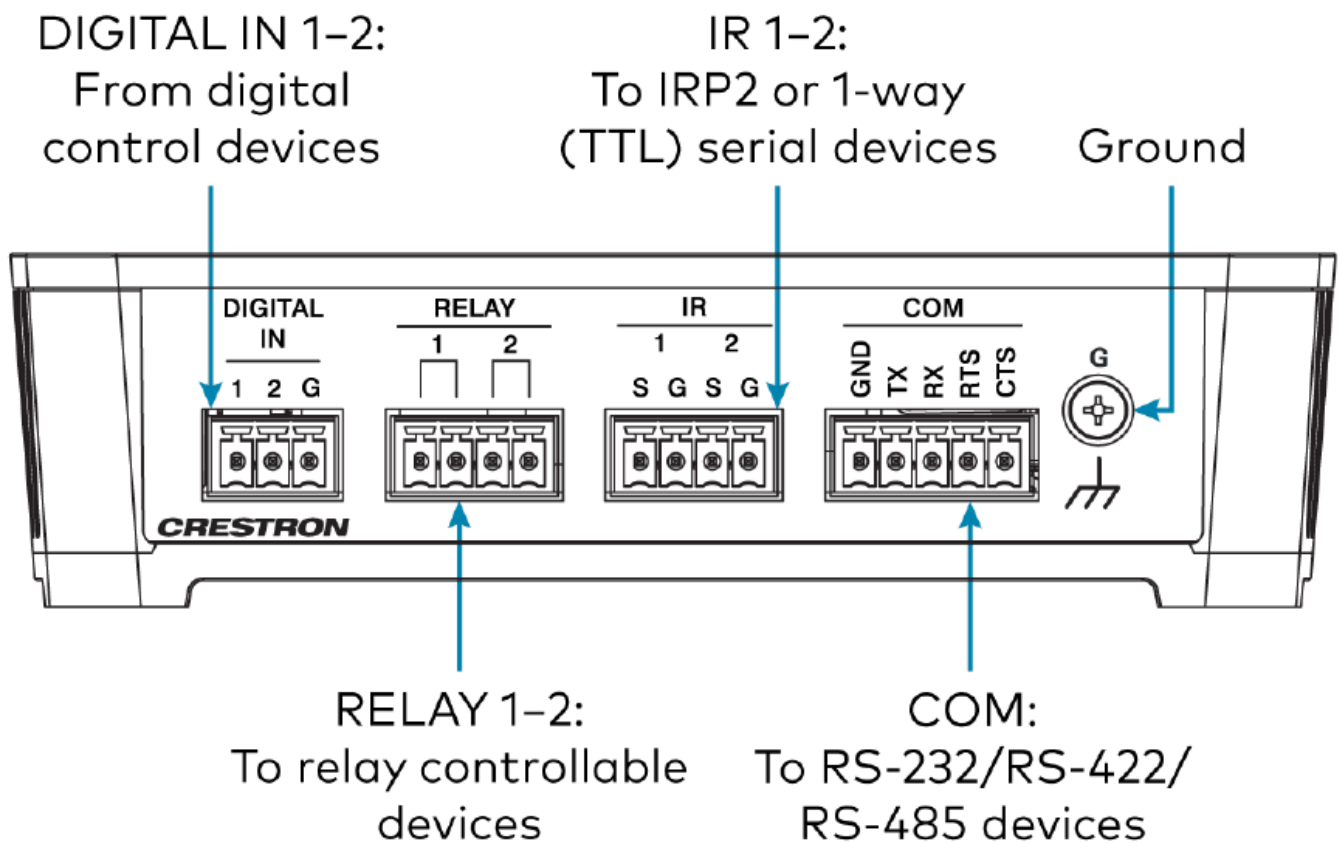 DIGITAL IN 1–2:
From digital
control devices
IR 1–2:
To IRP2 or 1-way
(TTL) serial devices
Ground
DIGITAL
IN
1 2 G
RELAY
1 2
IR
1 2
S G S G
COM
GND TX RX RTS CTS
G
CRESTRON
RELAY 1–2:
To relay controllable
devices
COM:
To RS-232/RS-422/
RS-485 devices